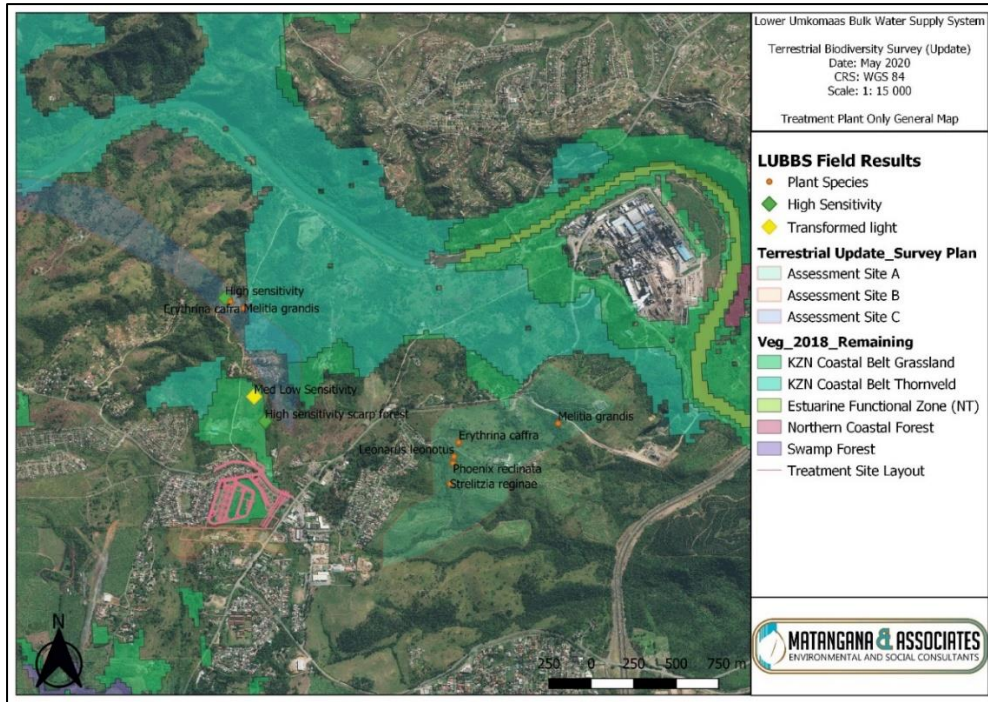 Lower Umkomaas Bulk Water Supply System
Terrestrial Biodiversity Survey (Update)
Date: May 2020
CRS: WGS 84
Scale: 1: 15 000
Treatment Plant Only General Map
LUBBS Field Results
Plant Species
High Sensitivity
Transformed light
Terrestrial Update_Survey Plan
Assessment Site A
Assessment Site B
Assessment Site C
Veg_2018_Remaining
KZN Coastal Belt Grassland
KZN Coastal Belt Thornveld
Estuarine Functional Zone (NT)
Northern Coastal Forest
Swamp Forest
Treatment Site Layout
High sensitivity
Erythrina caffra Melitia grandis
Med Low Sensitivity
High sensitivity scarp forest
Melitia grandis
Erythrina caffra
Leonarus leonotus
Phoenix reclinata
Strelitzia reginae
N
250 0 250 500 750 m
MATANGANA & ASSOCIATES
ENVIRONMENTAL AND SOCIAL CONSULTANTS